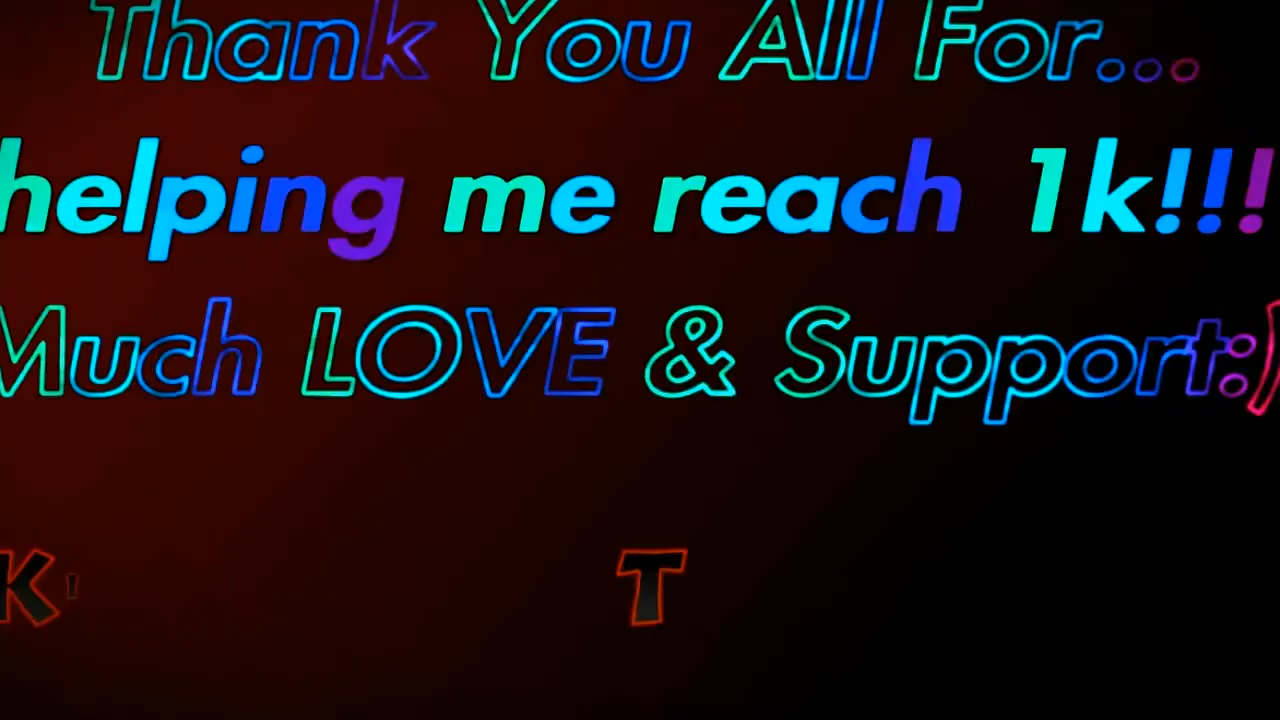 Thank You All For...
helping me reach 1k!!!
Much LOVE & Support:)
K! T